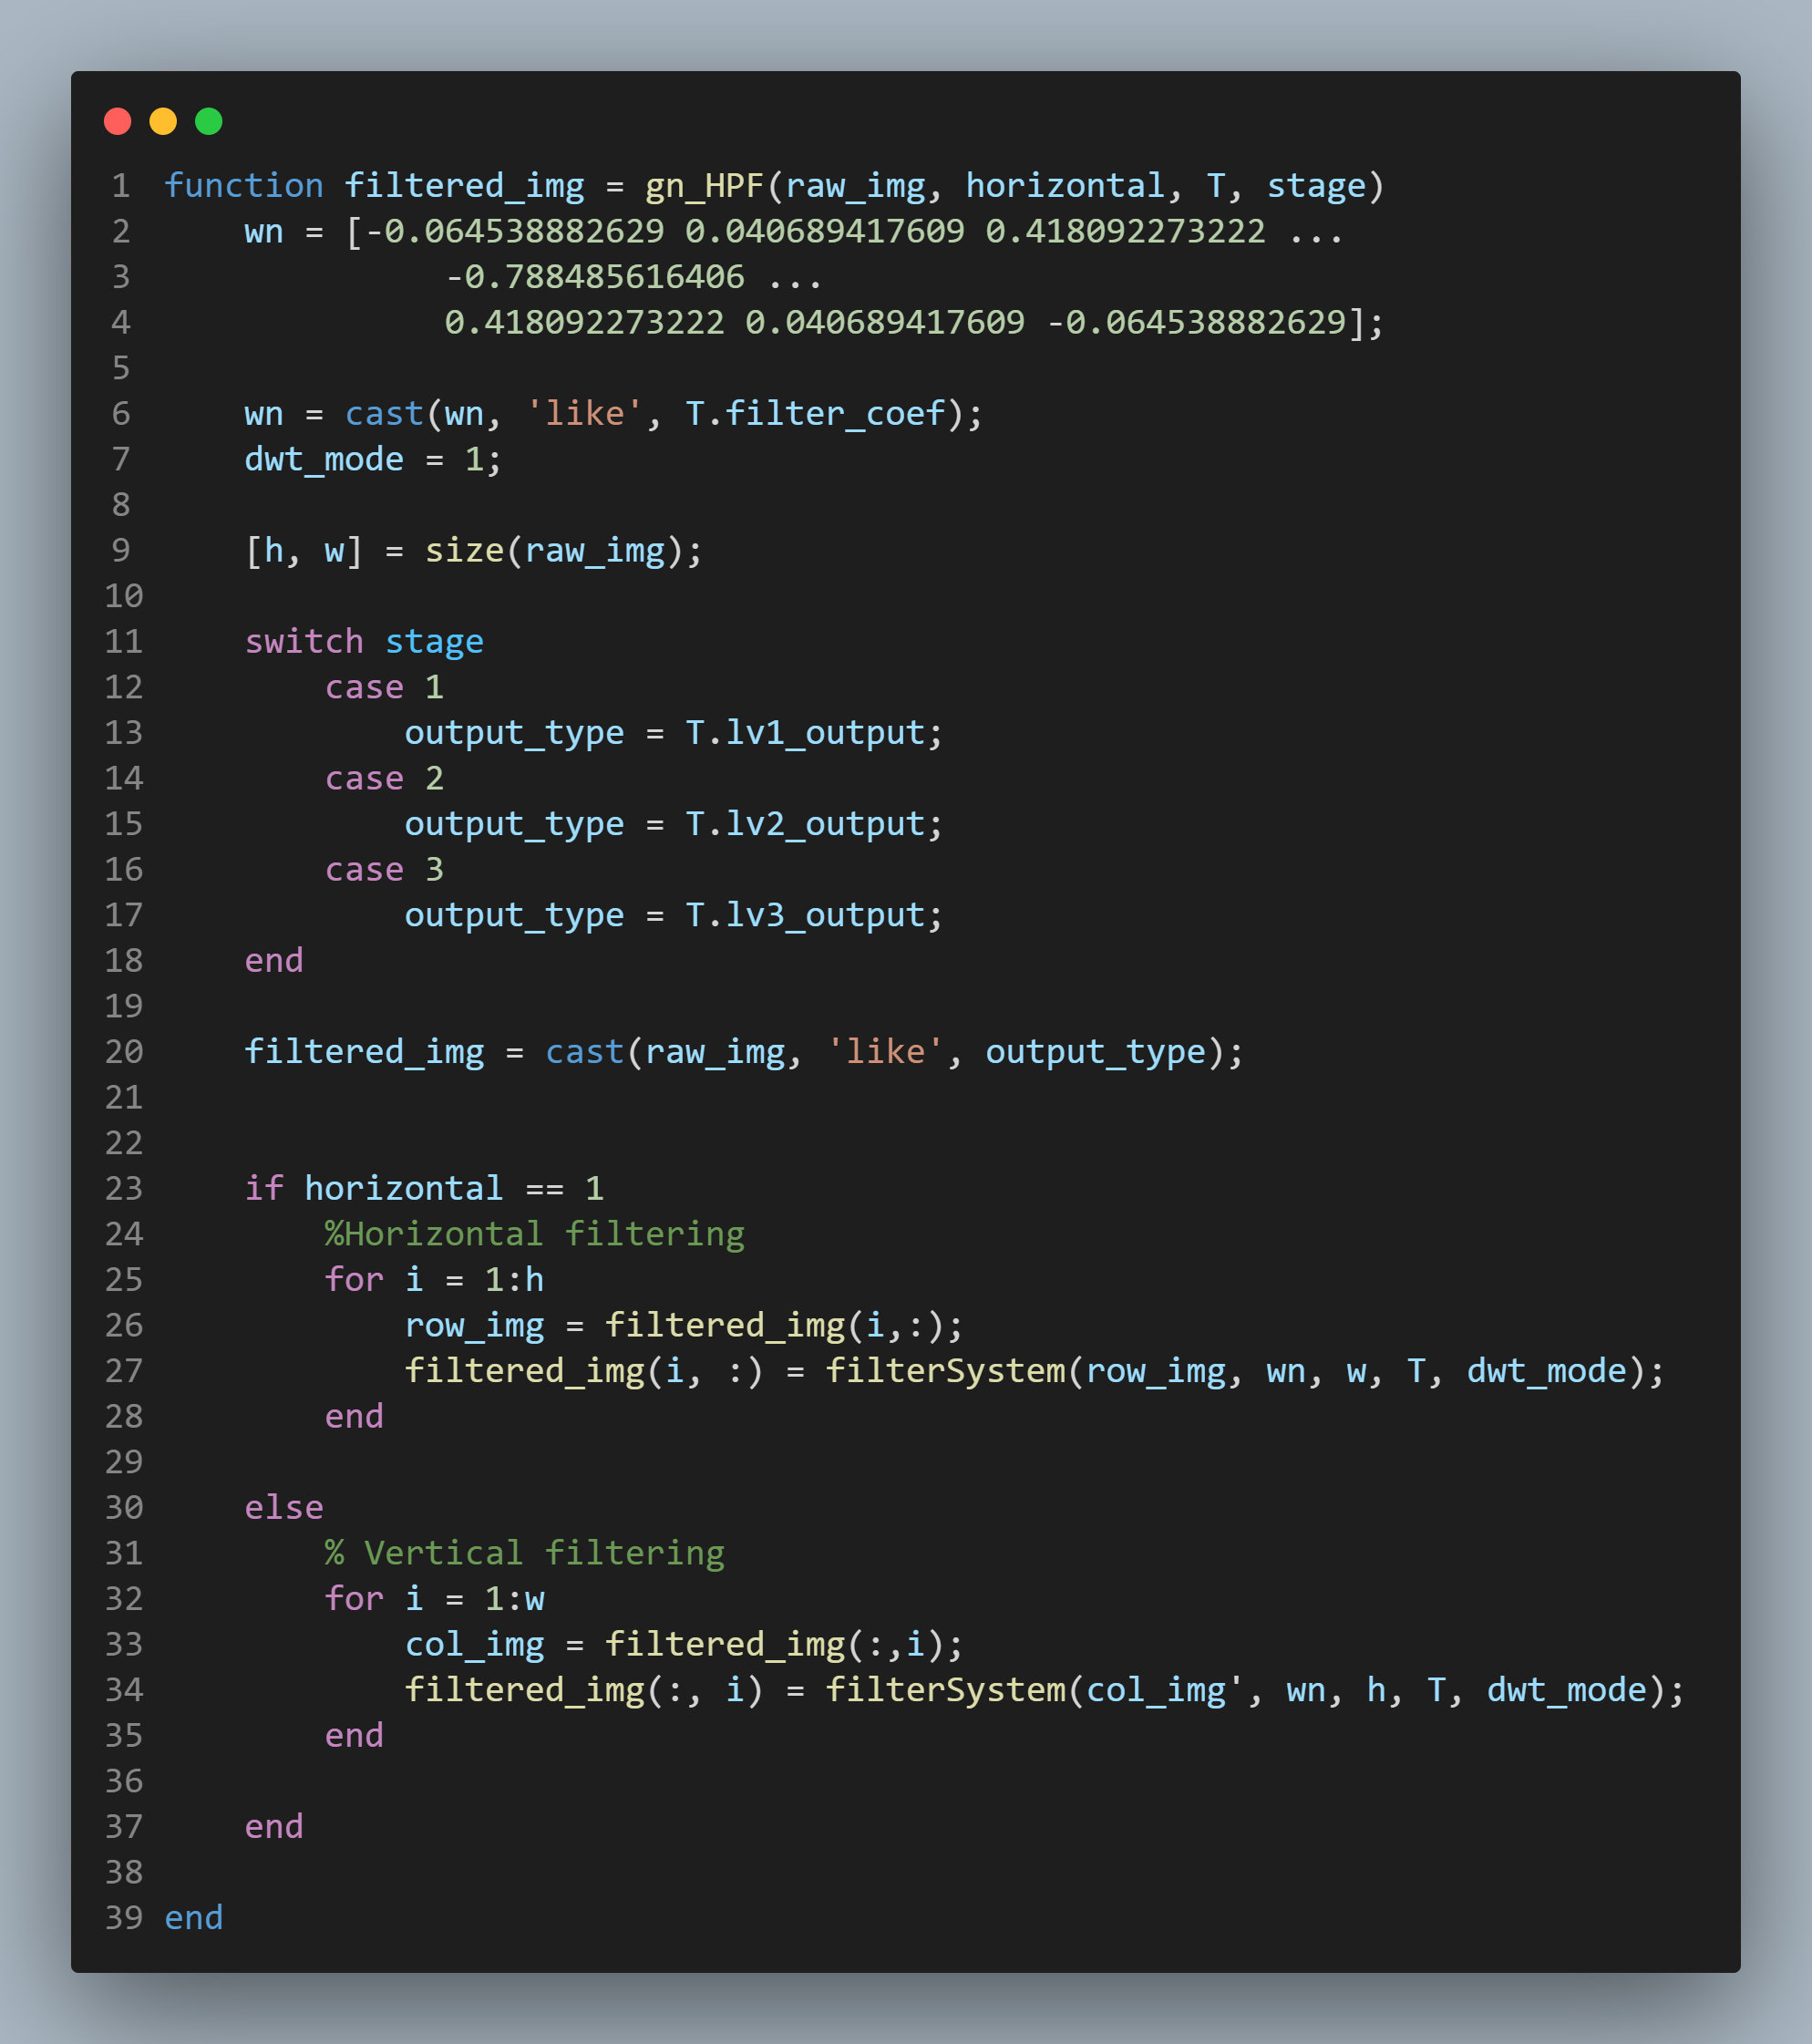 1 function filtered_img = gn_HPF(raw_img, horizontal, T, stage)
2     wn = [-0.064538882629 0.040689417609 0.418092273222 ...
3               -0.788485616406 ...
4               0.418092273222 0.040689417609 -0.064538882629];
5
6     wn = cast(wn, 'like', T.filter_coef);
7     dwt_mode = 1;
8
9     [h, w] = size(raw_img);
10
11     switch stage
12         case 1
13             output_type = T.lv1_output;
14         case 2
15             output_type = T.lv2_output;
16         case 3
17             output_type = T.lv3_output;
18     end
19
20     filtered_img = cast(raw_img, 'like', output_type);
21
22
23     if horizontal == 1
24         %Horizontal filtering
25         for i = 1:h
26             row_img = filtered_img(i,:);
27             filtered_img(i, :) = filterSystem(row_img, wn, w, T, dwt_mode);
28         end
29
30     else
31         % Vertical filtering
32         for i = 1:w
33             col_img = filtered_img(:,i);
34             filtered_img(:, i) = filterSystem(col_img', wn, h, T, dwt_mode);
35         end
36
37     end
38
39 end